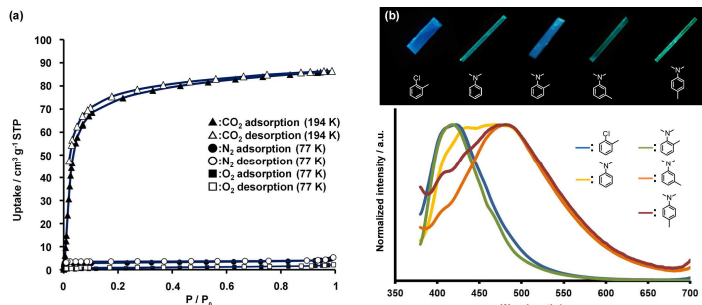 (a)
100
90
80
70
60
50
40
30
20
10
0
0
0.2
0.4
0.6
0.8
1
Uptake / cm³ g⁻¹ STP
P / P₀
▲:CO₂ adsorption (194 K)
△:CO₂ desorption (194 K)
●:N₂ adsorption (77 K)
○:N₂ desorption (77 K)
■:O₂ adsorption (77 K)
□:O₂ desorption (77 K)
(b)
Cl
N
N
N
N
Normalized intensity / a.u.
Cl
N
N
N
N
350
400
450
500
550
600
650
700